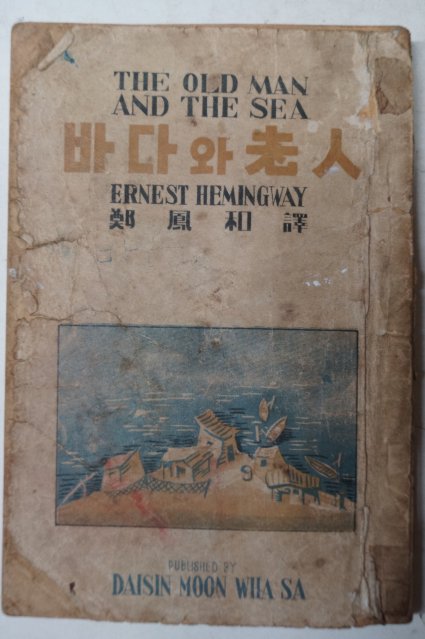 THE OLD MAN
AND THE SEA
바다와 老人
ERNEST HEMINGWAY
鄭鳳和 譯
PUBLISHED BY
DAISIN MOON WHA SA